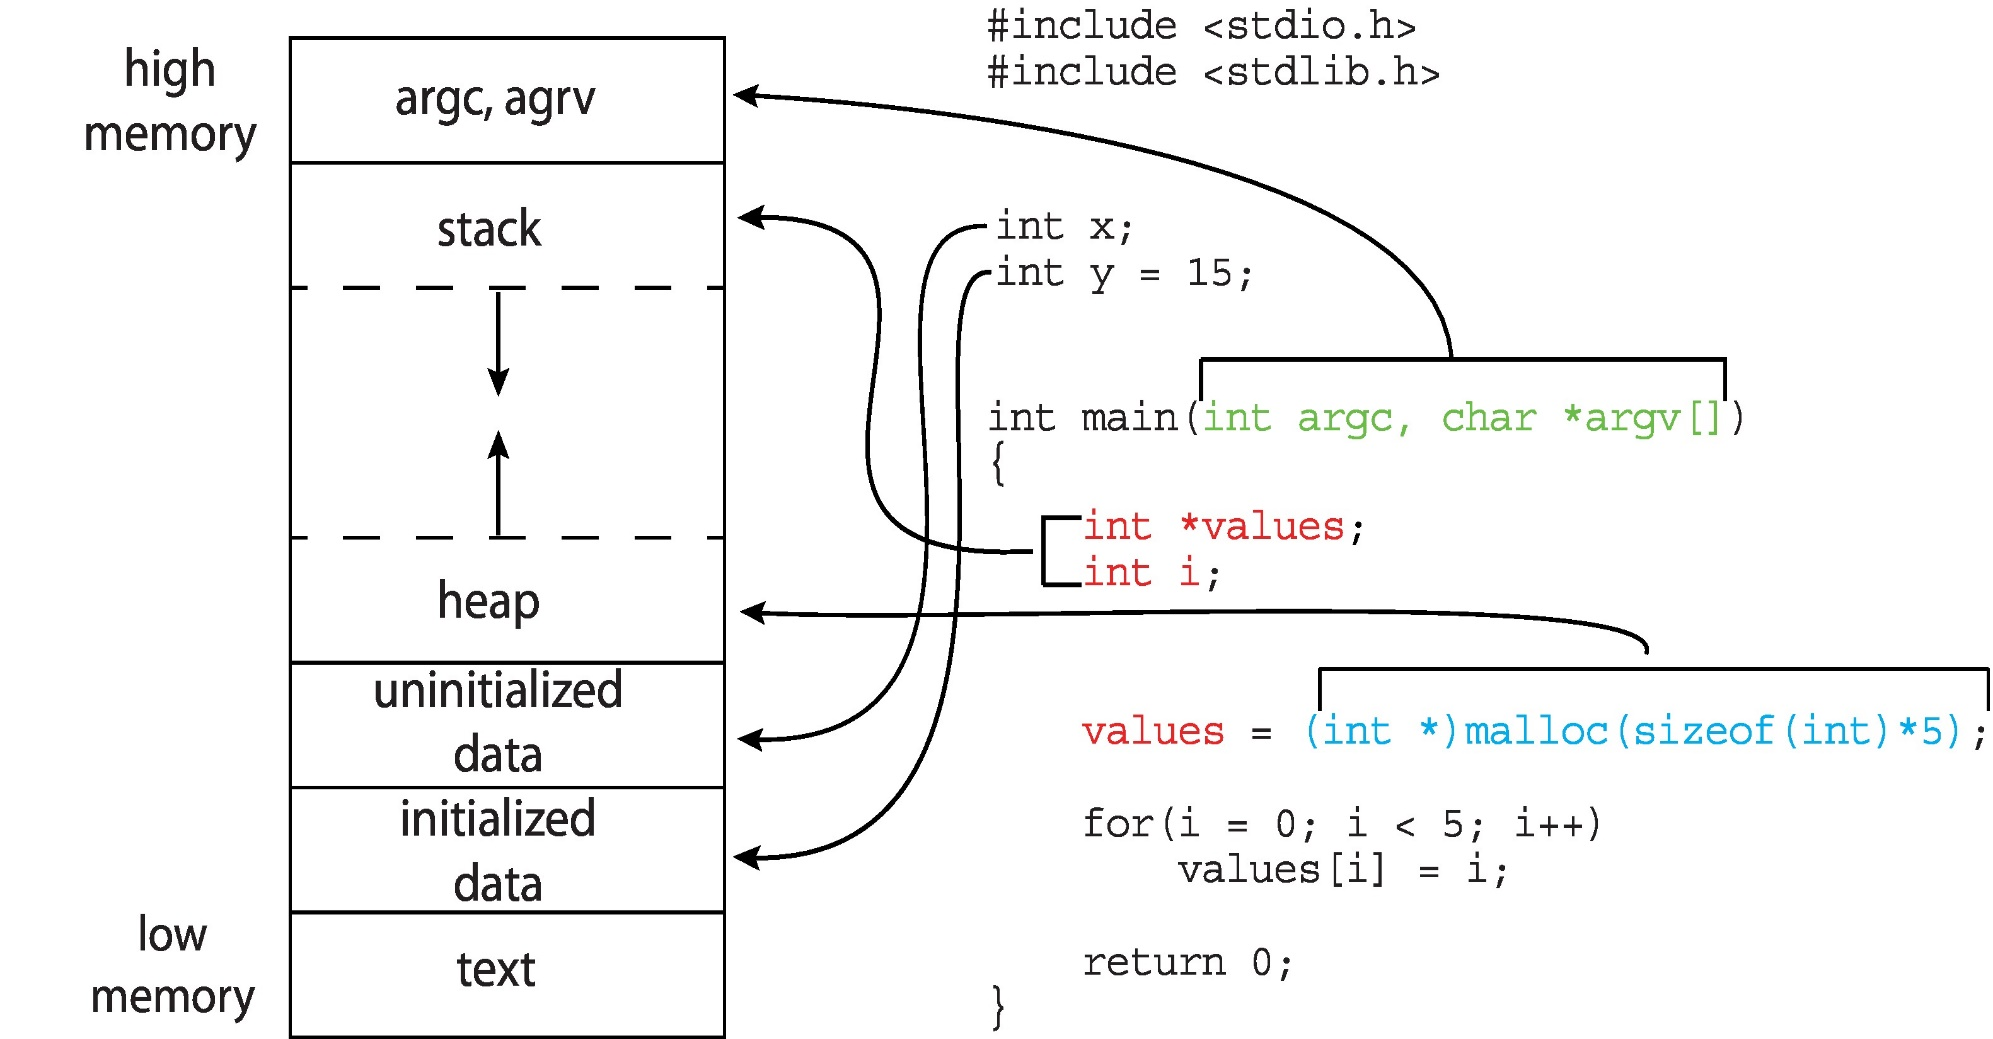 high
memory
argc, agrv
stack
heap
uninitialized
data
initialized
data
low
memory
text
#include <stdio.h>
#include <stdlib.h>
int x;
int y = 15;
int main(int argc, char *argv[])
{
int *values;
int i;
values = (int *)malloc(sizeof(int)*5);
for(i = 0; i < 5; i++)
values[i] = i;
return 0;
}